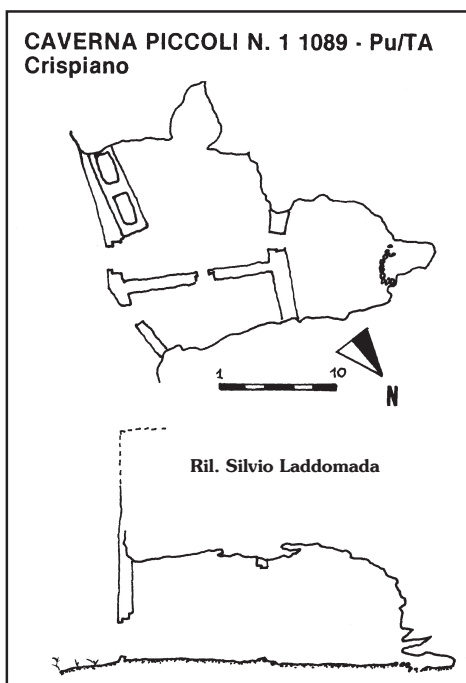 CAVERNA PICCOLI N. 1 1089 - Pu/TA
Crispiano
1 10
N
Ril. Silvio Laddomada